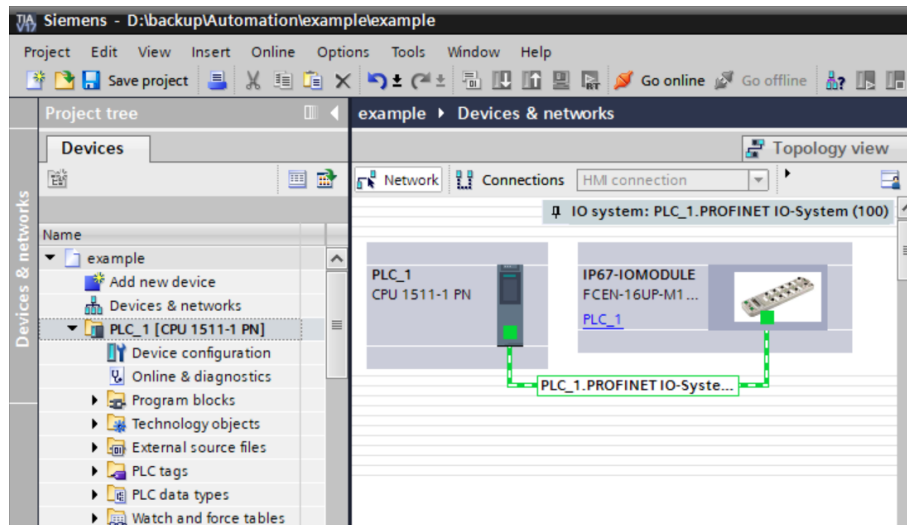 TIA V17 Siemens - D:\backup\Automation\example\example
Project Edit View Insert Online Options Tools Window Help
Save project Go online Go offline
Project tree
example Devices & networks
Devices
Topology view
Network Connections HMI connection
IO system: PLC_1.PROFINET IO-System (100)
Devices & networks
Name
example
Add new device
Devices & networks
PLC_1 [CPU 1511-1 PN]
Device configuration
Online & diagnostics
Program blocks
Technology objects
External source files
PLC tags
PLC data types
Watch and force tables
PLC_1
CPU 1511-1 PN
IP67-IOMODULE
FCEN-16UP-M1...
PLC_1
PLC_1.PROFINET IO-Syste...